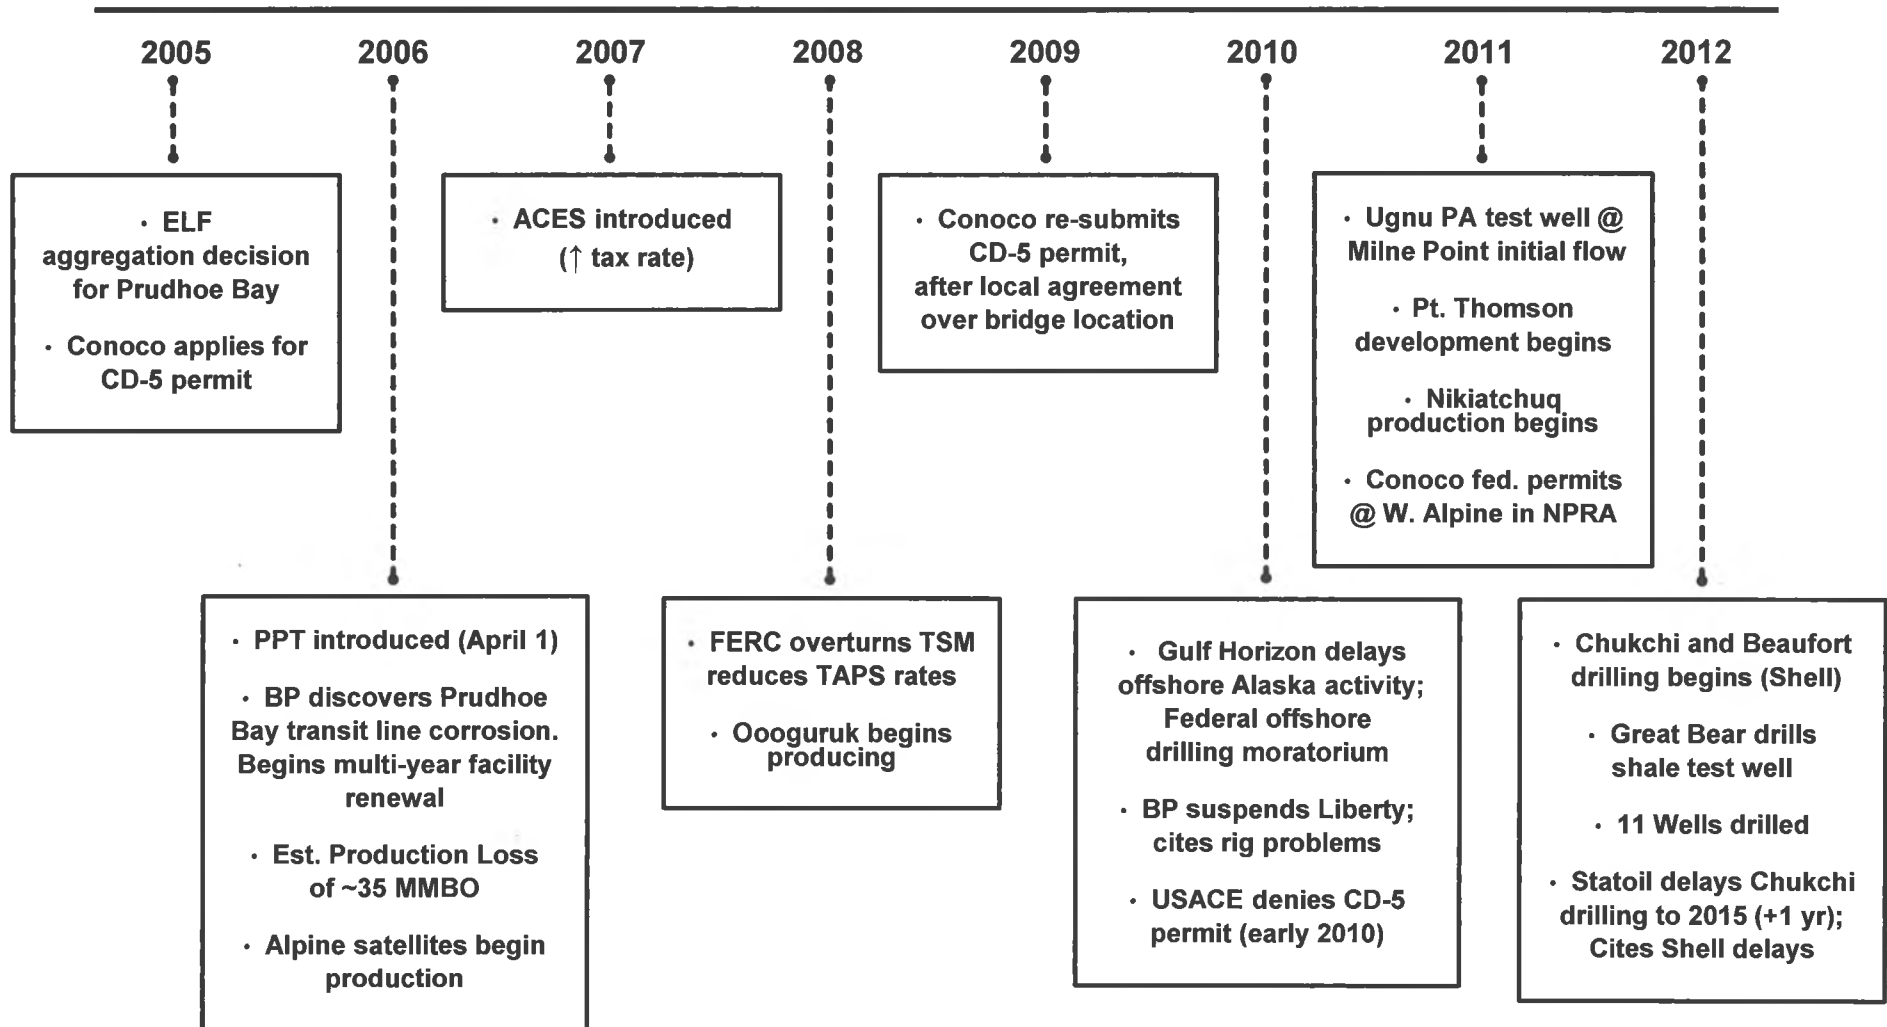 2005 2006 2007 2008 2009 2010 2011 2012
· ELF
aggregation decision
for Prudhoe Bay
· Conoco applies for
CD-5 permit
· PPT introduced (April 1)
· BP discovers Prudhoe
Bay transit line corrosion.
Begins multi-year facility
renewal
· Est. Production Loss
of ~35 MMBO
· Alpine satellites begin
production
· ACES introduced
(↑ tax rate)
· FERC overturns TSM
reduces TAPS rates
· Oooguruk begins
producing
· Conoco re-submits
CD-5 permit,
after local agreement
over bridge location
· Gulf Horizon delays
offshore Alaska activity;
Federal offshore
drilling moratorium
· BP suspends Liberty;
cites rig problems
· USACE denies CD-5
permit (early 2010)
· Ugnu PA test well @
Milne Point initial flow
· Pt. Thomson
development begins
· Nikiatchuq
production begins
· Conoco fed. permits
@ W. Alpine in NPRA
· Chukchi and Beaufort
drilling begins (Shell)
· Great Bear drills
shale test well
· 11 Wells drilled
· Statoil delays Chukchi
drilling to 2015 (+1 yr);
Cites Shell delays